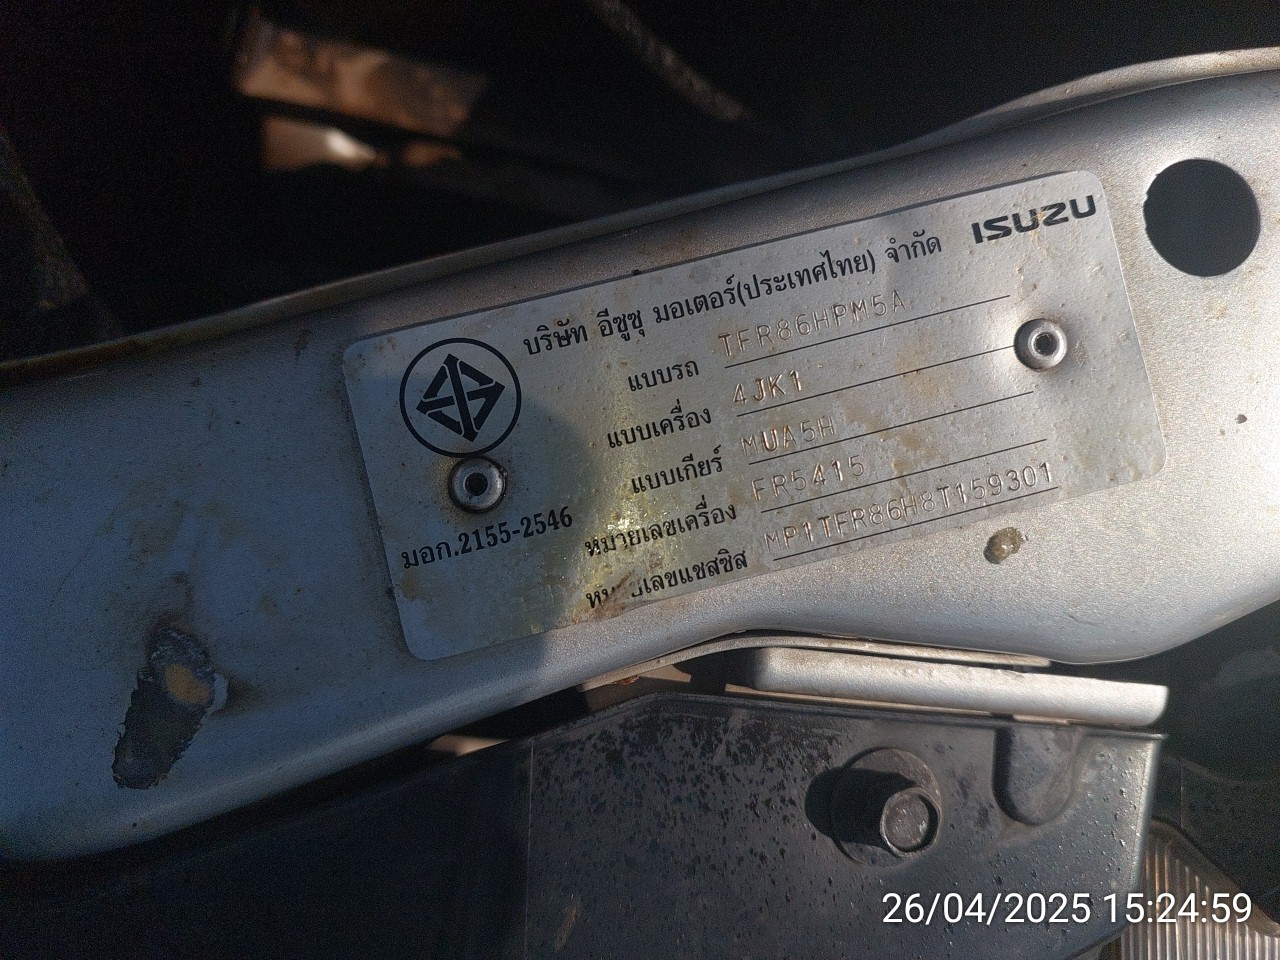 ISUZU
บริษัท อีซูซุ มอเตอร์(ประเทศไทย) จำกัด
แบบรถ TFR86HPM5A
แบบเครื่อง 4JK1
แบบเกียร์ MUA5H
หมายเลขเครื่อง FR5415
หมายเลขแชสซิส MP1TFR86H8T159301
มอก.2155-2546
26/04/2025 15:24:59